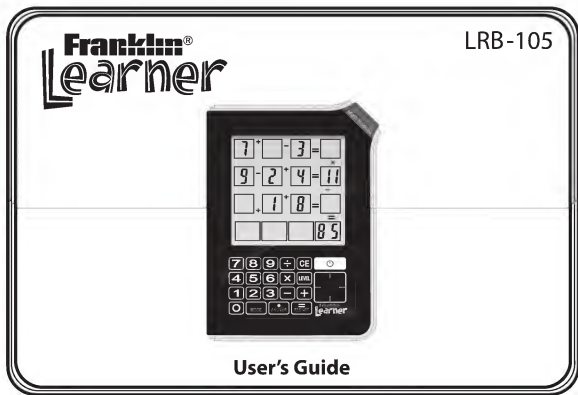 Franklin®
Learner
LRB-105
7 + - 3 =
×
9 - 2 + 4 = 11
-
+ 1 + 8 =
=
85
7 8 9 ÷ CE
4 5 6 × LEVEL
1 2 3 − +
0 =
Learner
User's Guide